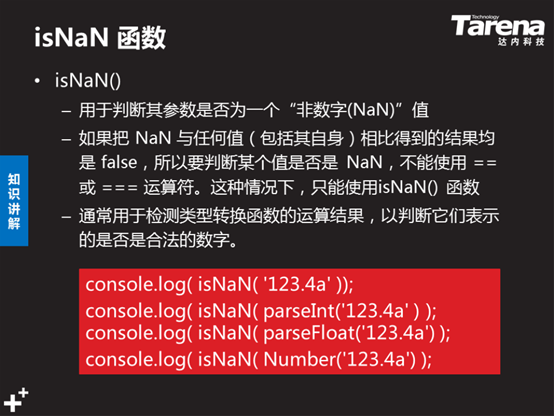 isNaN 函数
Technology
Tarena
达内科技
• isNaN()
– 用于判断其参数是否为一个“非数字(NaN)”值
– 如果把 NaN 与任何值（包括其自身）相比得到的结果均
是 false，所以要判断某个值是否是 NaN，不能使用 ==
或 === 运算符。这种情况下，只能使用isNaN() 函数
– 通常用于检测类型转换函数的运算结果，以判断它们表示
的是否是合法的数字。
知识讲解
console.log( isNaN( '123.4a' ));
console.log( isNaN( parseInt('123.4a' ) );
console.log( isNaN( parseFloat('123.4a') );
console.log( isNaN( Number('123.4a') );